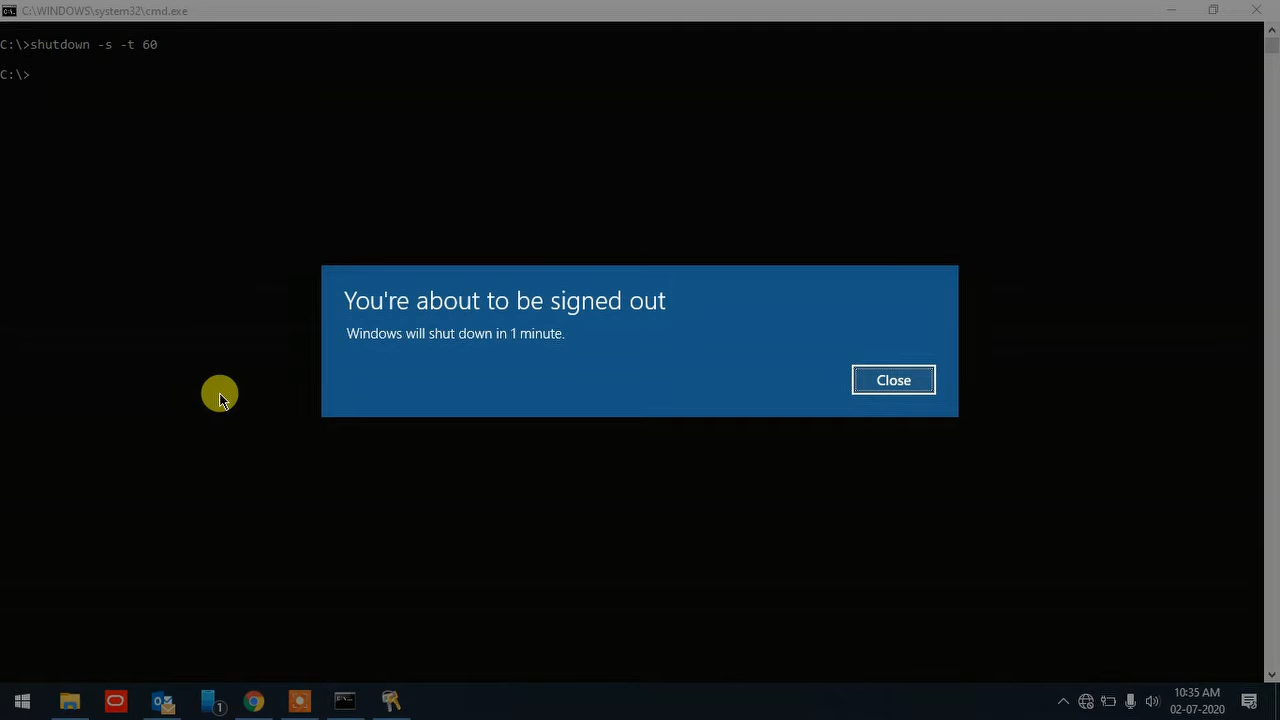 C:\WINDOWS\system32\cmd.exe
C:\>shutdown -s -t 60
C:\>
You're about to be signed out
Windows will shut down in 1 minute.
Close
1
10:35 AM
02-07-2020